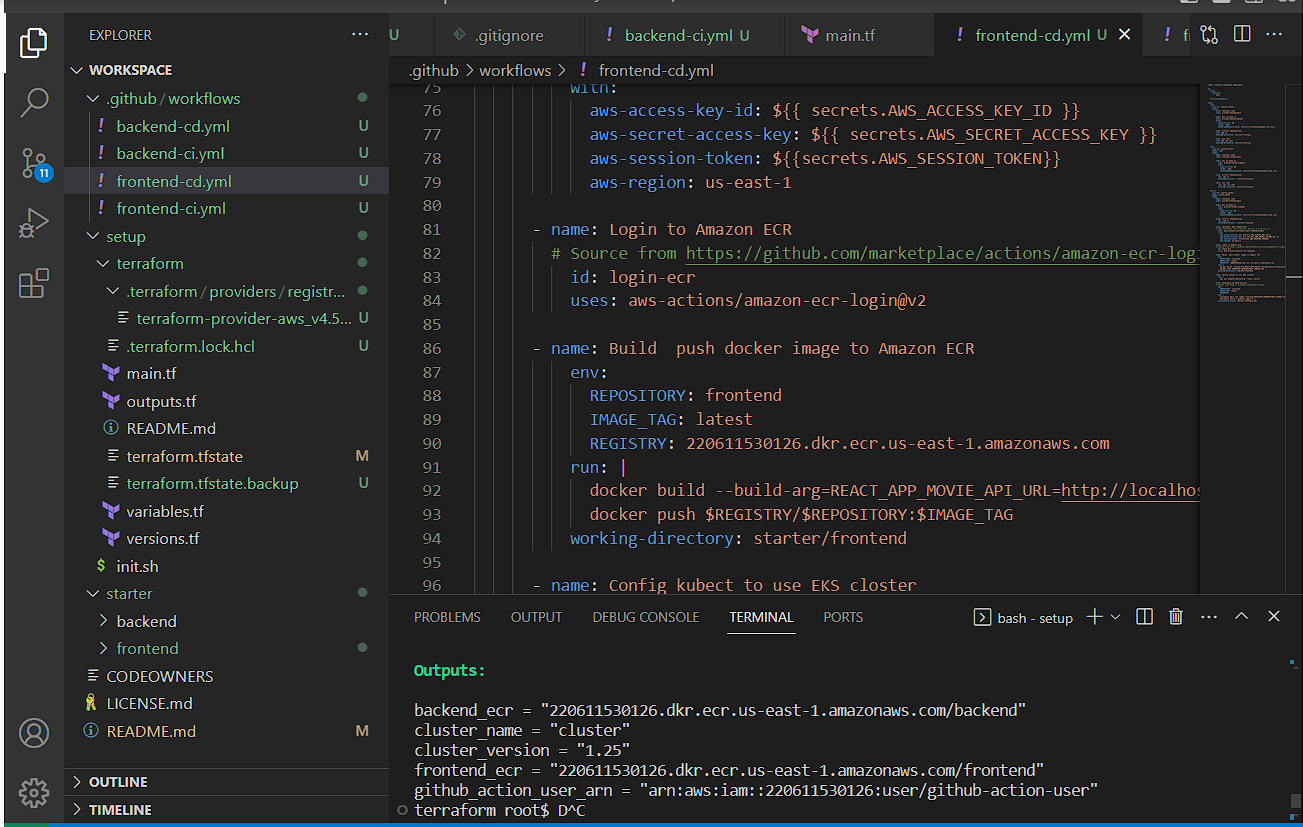 EXPLORER
WORKSPACE
.github/workflows
backend-cd.yml U
backend-ci.yml U
frontend-cd.yml U
frontend-ci.yml U
setup
terraform
.terraform/providers/registr...
terraform-provider-aws_v4.5... U
.terraform.lock.hcl U
main.tf
outputs.tf
README.md
terraform.tfstate M
terraform.tfstate.backup U
variables.tf
versions.tf
init.sh
starter
backend
frontend
CODEOWNERS
LICENSE.md
README.md M
OUTLINE
TIMELINE
11
U
.gitignore
backend-ci.yml U
main.tf
frontend-cd.yml U
.github > workflows > frontend-cd.yml
75 with:
76 aws-access-key-id: ${{ secrets.AWS_ACCESS_KEY_ID }}
77 aws-secret-access-key: ${{ secrets.AWS_SECRET_ACCESS_KEY }}
78 aws-session-token: ${{secrets.AWS_SESSION_TOKEN}}
79 aws-region: us-east-1
80
81 - name: Login to Amazon ECR
82 # Source from https://github.com/marketplace/actions/amazon-ecr-logi
83 id: login-ecr
84 uses: aws-actions/amazon-ecr-login@v2
85
86 - name: Build  push docker image to Amazon ECR
87 env:
88 REPOSITORY: frontend
89 IMAGE_TAG: latest
90 REGISTRY: 220611530126.dkr.ecr.us-east-1.amazonaws.com
91 run: |
92 docker build --build-arg=REACT_APP_MOVIE_API_URL=http://localhos
93 docker push $REGISTRY/$REPOSITORY:$IMAGE_TAG
94 working-directory: starter/frontend
95
96 - name: Config kubect to use EKS closter
PROBLEMS OUTPUT DEBUG CONSOLE TERMINAL PORTS
bash - setup
Outputs:
backend_ecr = "220611530126.dkr.ecr.us-east-1.amazonaws.com/backend"
cluster_name = "cluster"
cluster_version = "1.25"
frontend_ecr = "220611530126.dkr.ecr.us-east-1.amazonaws.com/frontend"
github_action_user_arn = "arn:aws:iam::220611530126:user/github-action-user"
terraform root$ D^C